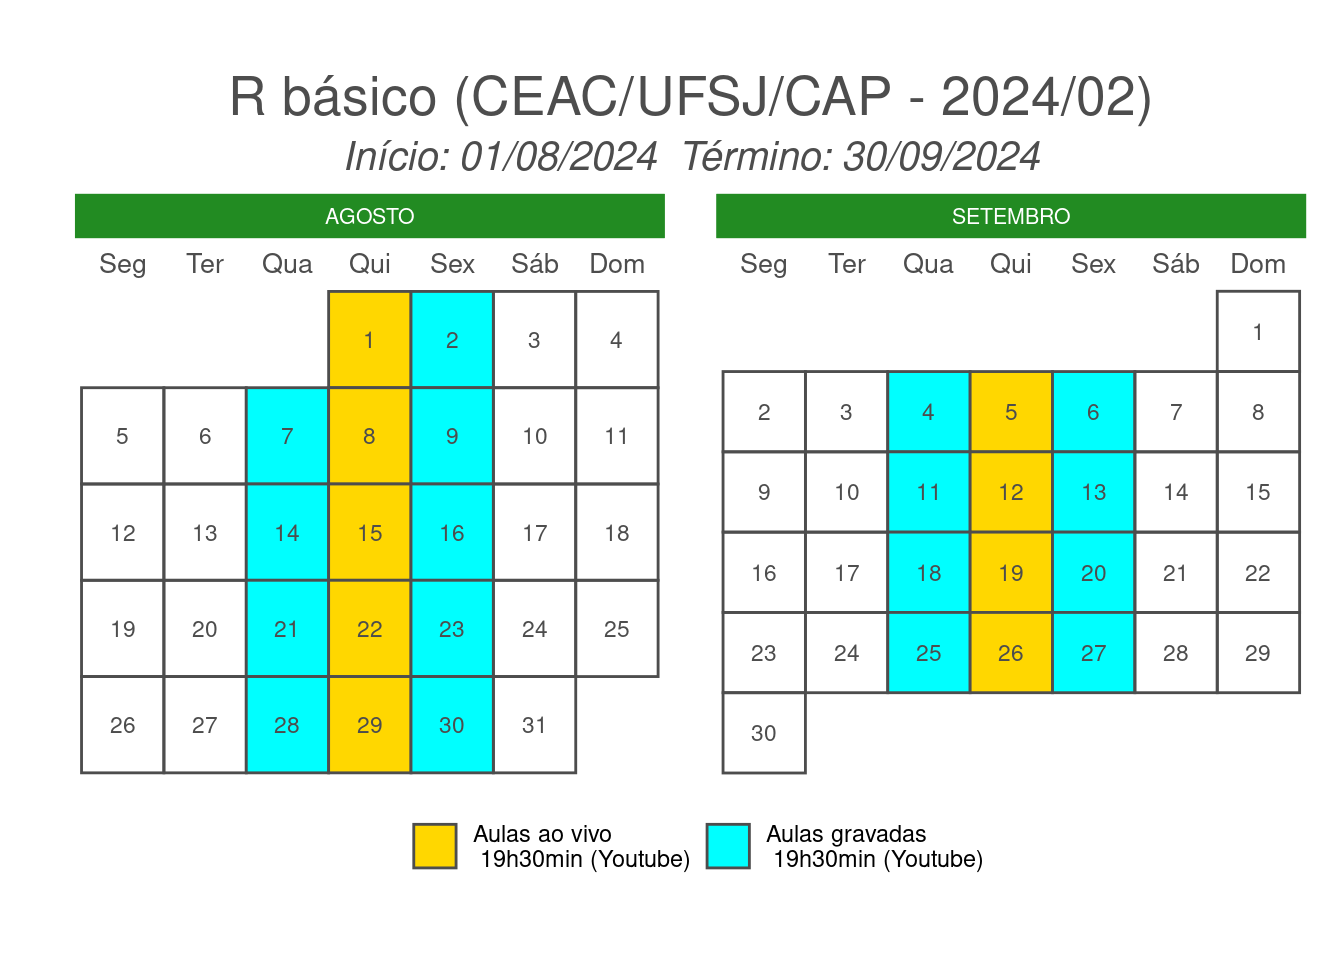 R básico (CEAC/UFSJ/CAP - 2024/02)
Início: 01/08/2024  Término: 30/09/2024
AGOSTO
Seg Ter Qua Qui Sex Sáb Dom
1 2 3 4
5 6 7 8 9 10 11
12 13 14 15 16 17 18
19 20 21 22 23 24 25
26 27 28 29 30 31
SETEMBRO
Seg Ter Qua Qui Sex Sáb Dom
1
2 3 4 5 6 7 8
9 10 11 12 13 14 15
16 17 18 19 20 21 22
23 24 25 26 27 28 29
30
Aulas ao vivo
19h30min (Youtube)
Aulas gravadas
19h30min (Youtube)